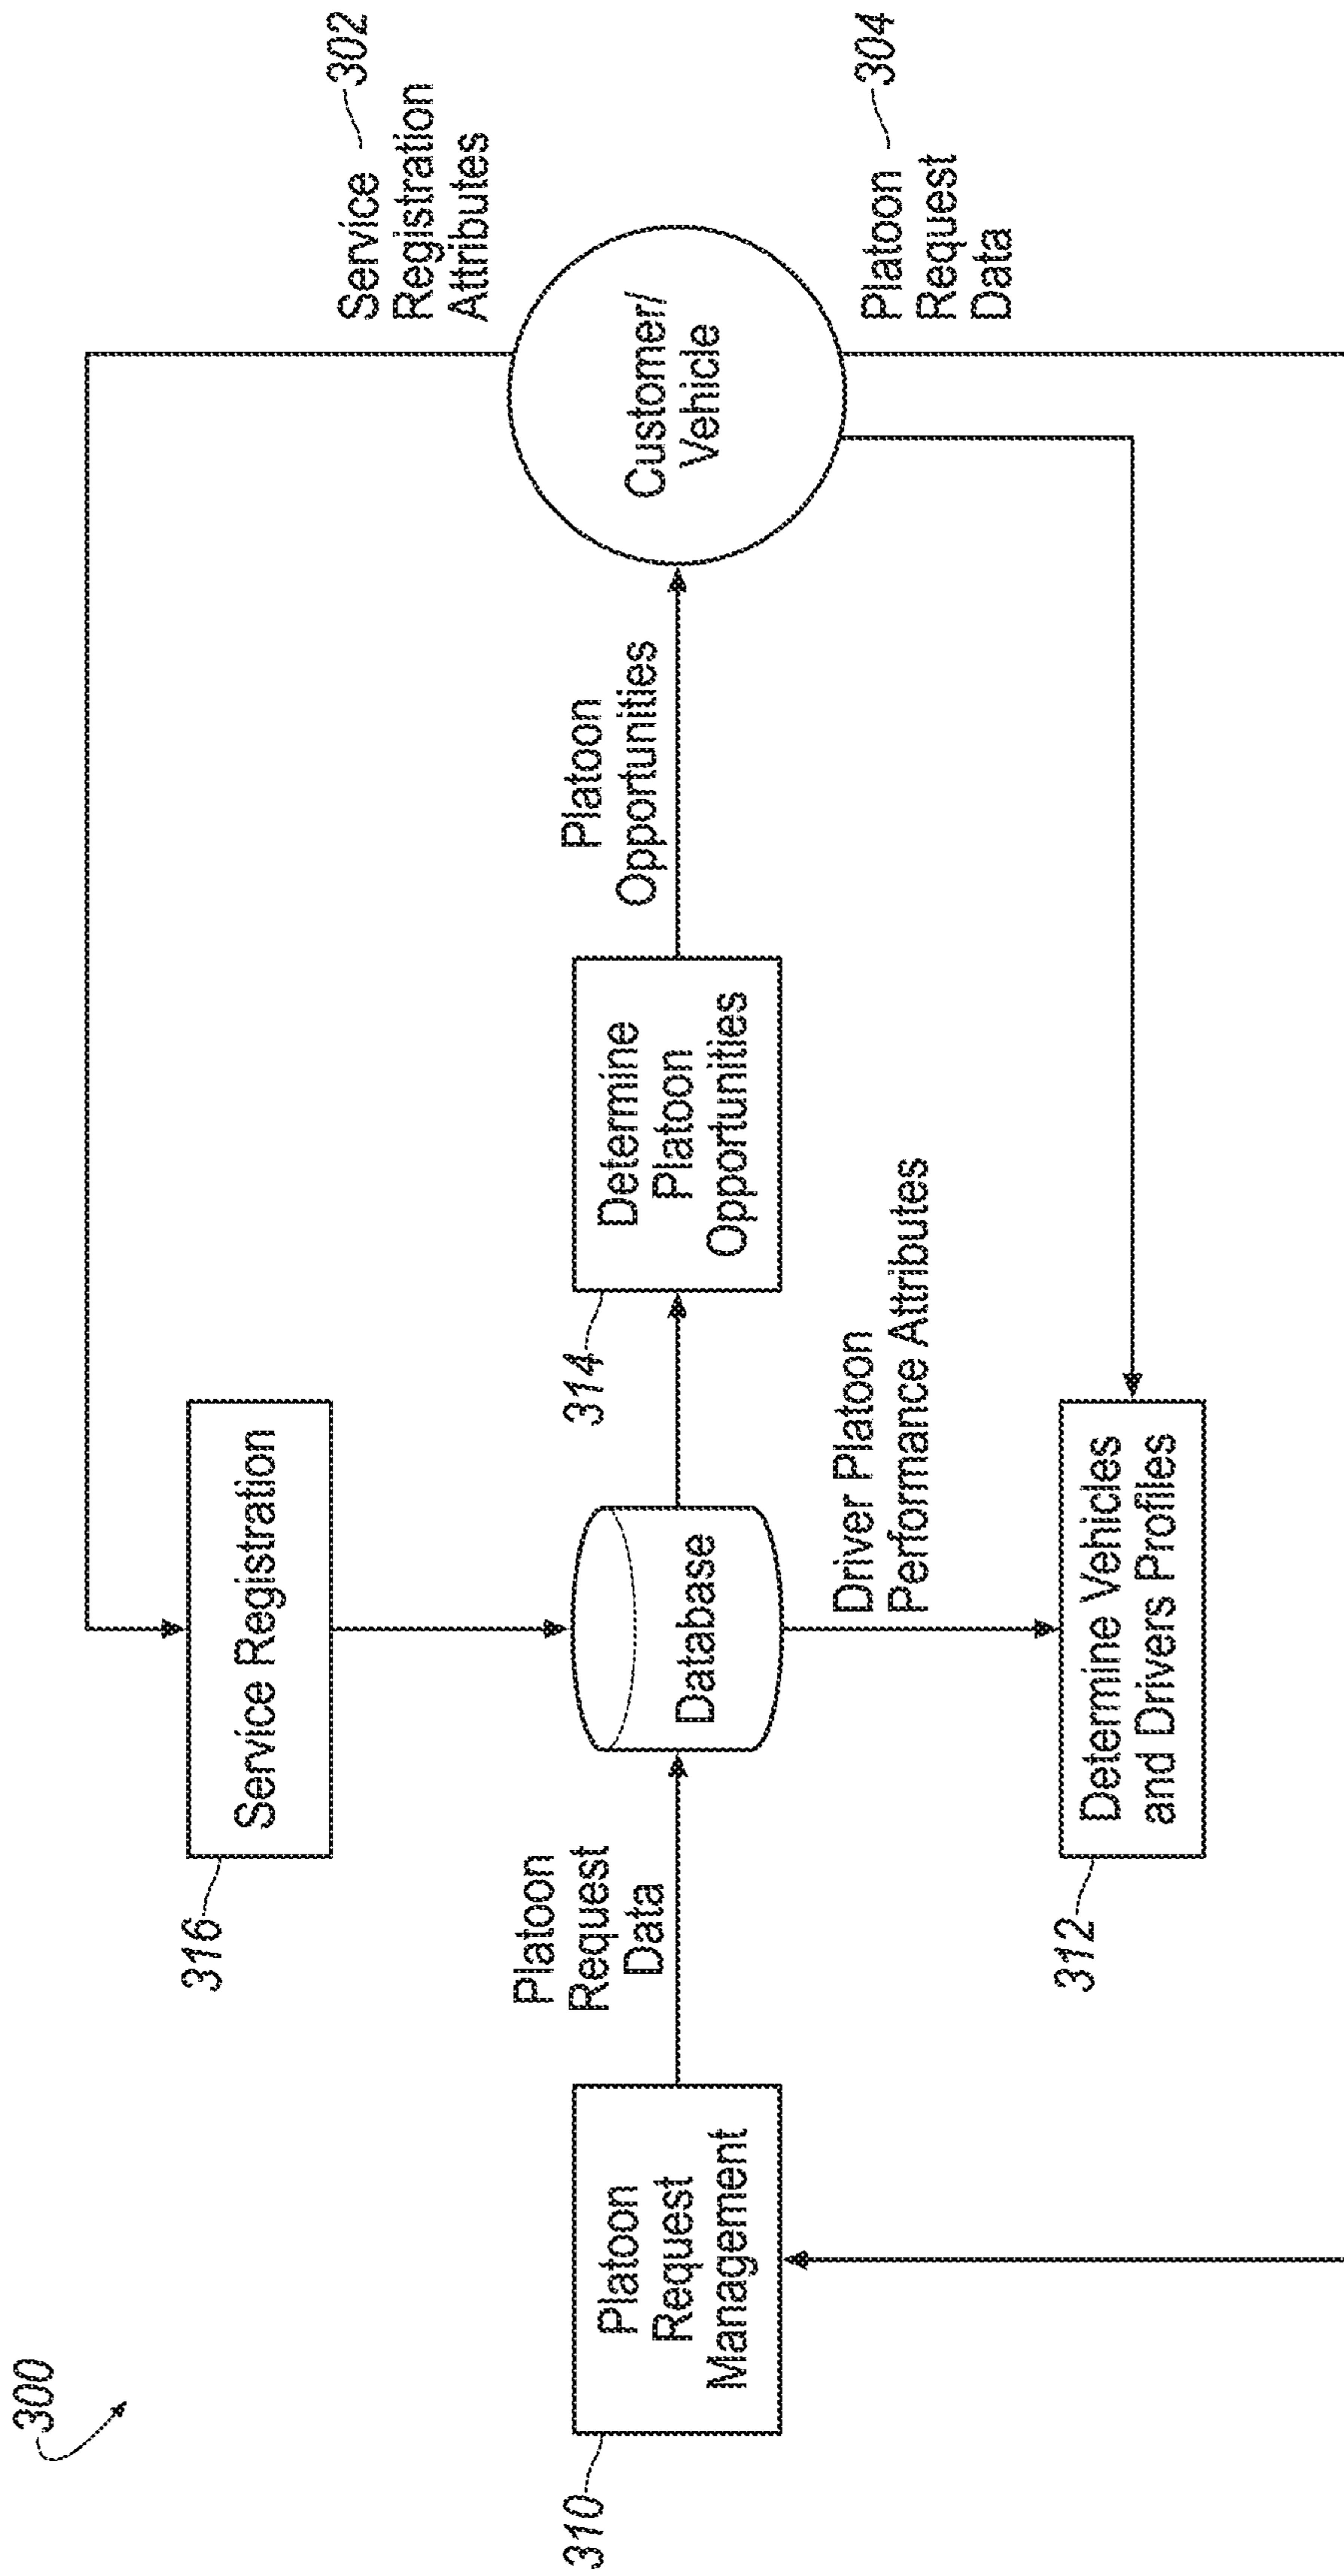 300
316
Service Registration
Service
Registration
Attributes
302
310
Platoon
Request
Management
Platoon
Request
Data
Database
314
Determine
Platoon
Opportunities
Platoon
Opportunities
Customer/
Vehicle
Driver Platoon
Performance Attributes
Platoon
Request
Data
304
312
Determine Vehicles
and Drivers Profiles